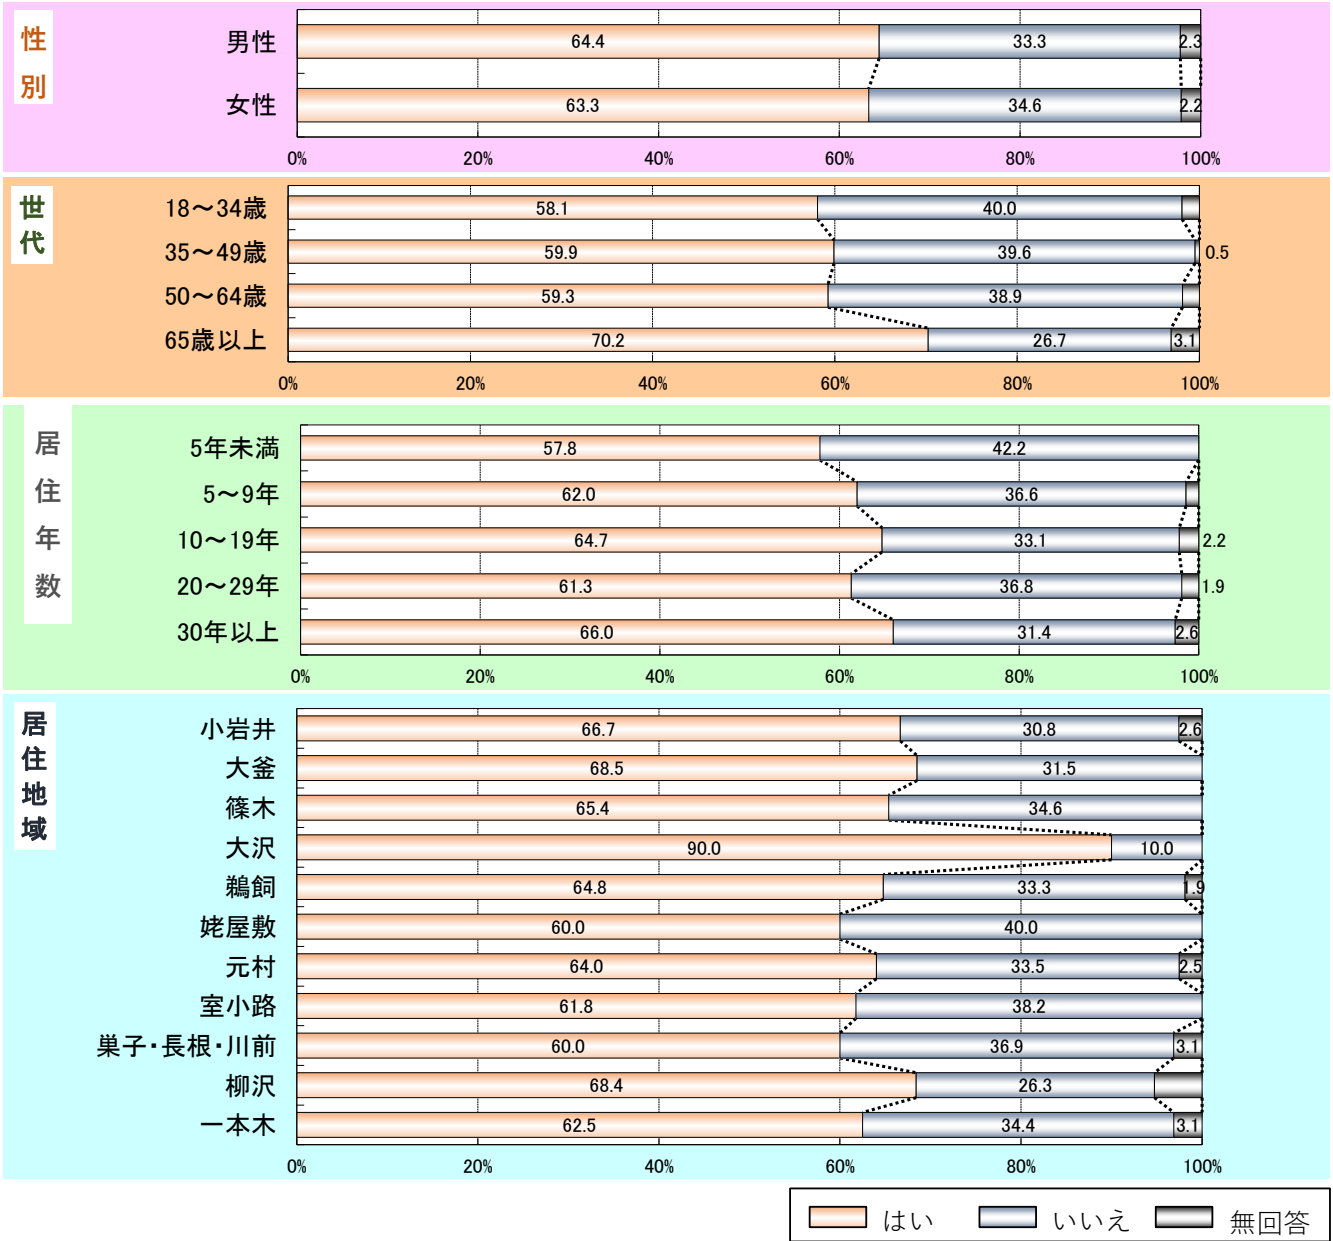 性別
男性 64.4 33.3 2.3
女性 63.3 34.6 2.2
0% 20% 40% 60% 80% 100%
世代
18～34歳 58.1 40.0
35～49歳 59.9 39.6 0.5
50～64歳 59.3 38.9
65歳以上 70.2 26.7 3.1
0% 20% 40% 60% 80% 100%
居住年数
5年未満 57.8 42.2
5～9年 62.0 36.6
10～19年 64.7 33.1 2.2
20～29年 61.3 36.8 1.9
30年以上 66.0 31.4 2.6
0% 20% 40% 60% 80% 100%
居住地域
小岩井 66.7 30.8 2.6
大釜 68.5 31.5
篠木 65.4 34.6
大沢 90.0 10.0
鵜飼 64.8 33.3 1.9
姥屋敷 60.0 40.0
元村 64.0 33.5 2.5
室小路 61.8 38.2
巣子・長根・川前 60.0 36.9 3.1
柳沢 68.4 26.3
一本木 62.5 34.4 3.1
0% 20% 40% 60% 80% 100%
はい いいえ 無回答